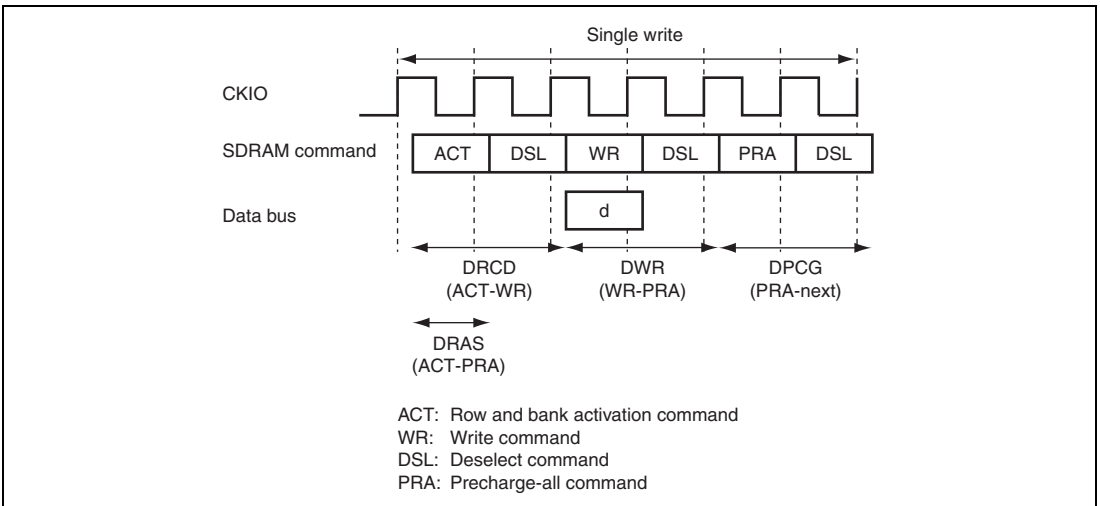 Single write
CKIO
SDRAM command ACT DSL WR DSL PRA DSL
Data bus d
DRCD DWR DPCG
(ACT-WR) (WR-PRA) (PRA-next)
DRAS
(ACT-PRA)
ACT: Row and bank activation command
WR: Write command
DSL: Deselect command
PRA: Precharge-all command